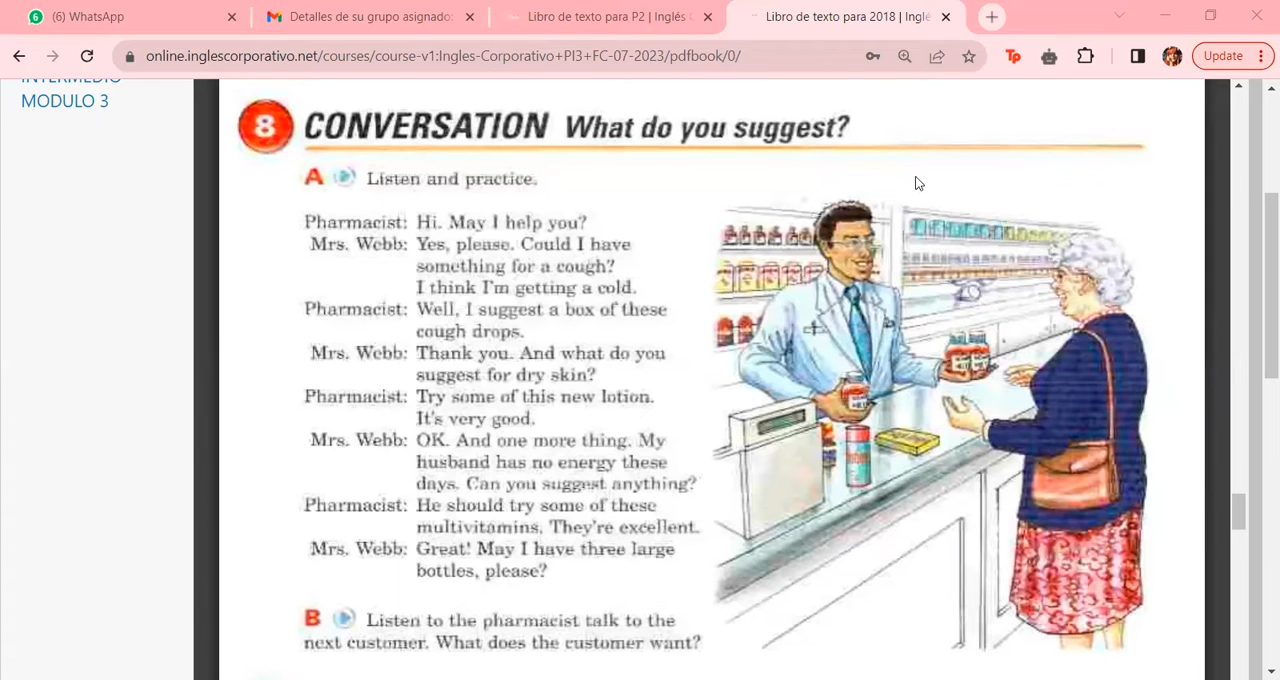 (6) WhatsApp
Detalles de su grupo asignado:
Libro de texto para P2 | Inglés
Libro de texto para 2018 | Inglé
online.inglescorporativo.net/courses/course-v1:Ingles-Corporativo+PI3+FC-07-2023/pdfbook/0/
Tp
Update
INTERMEDIO
MODULO 3
8 CONVERSATION What do you suggest?
A Listen and practice.
Pharmacist: Hi. May I help you?
Mrs. Webb: Yes, please. Could I have
something for a cough?
I think I'm getting a cold.
Pharmacist: Well, I suggest a box of these
cough drops.
Mrs. Webb: Thank you. And what do you
suggest for dry skin?
Pharmacist: Try some of this new lotion.
It's very good.
Mrs. Webb: OK. And one more thing. My
husband has no energy these
days. Can you suggest anything?
Pharmacist: He should try some of these
multivitamins. They're excellent.
Mrs. Webb: Great! May I have three large
bottles, please?
B Listen to the pharmacist talk to the
next customer. What does the customer want?